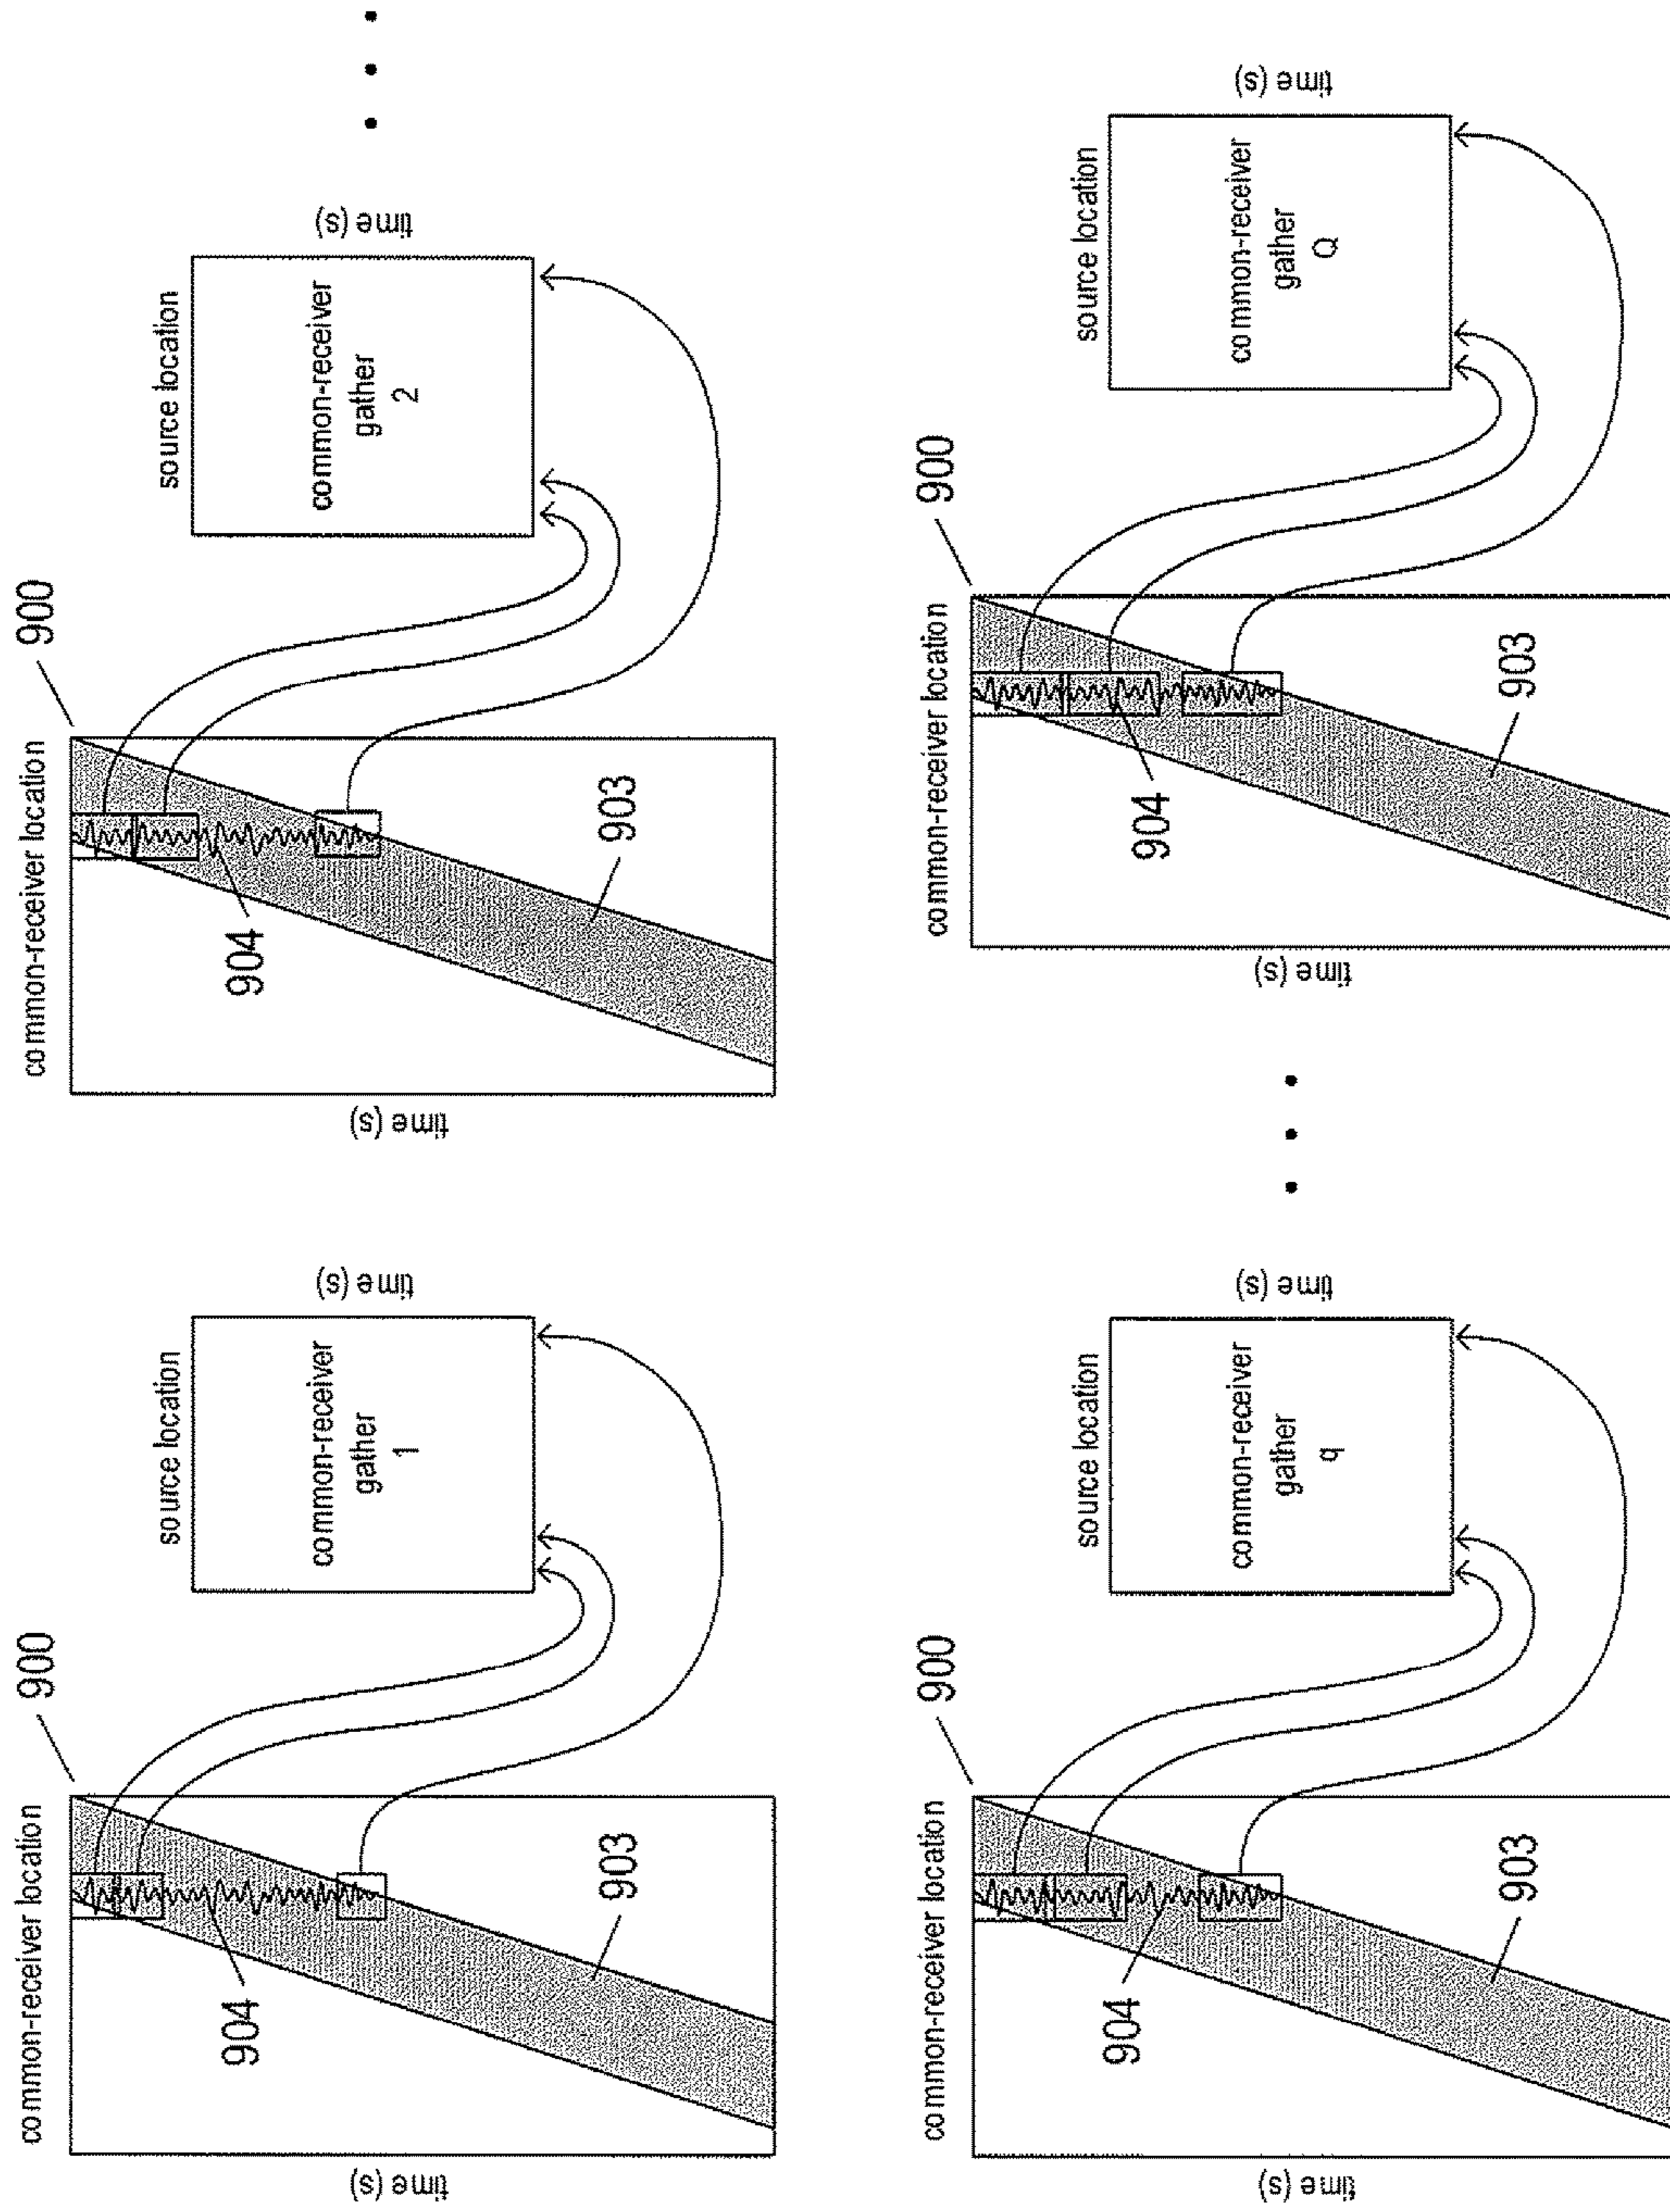 900
common-receiver location
time (s)
904
903
source location
common-receiver
gather
1
time (s)
900
common-receiver location
time (s)
904
903
source location
common-receiver
gather
2
time (s)
900
common-receiver location
time (s)
904
903
source location
common-receiver
gather
q
time (s)
900
common-receiver location
time (s)
904
903
source location
common-receiver
gather
Q
time (s)